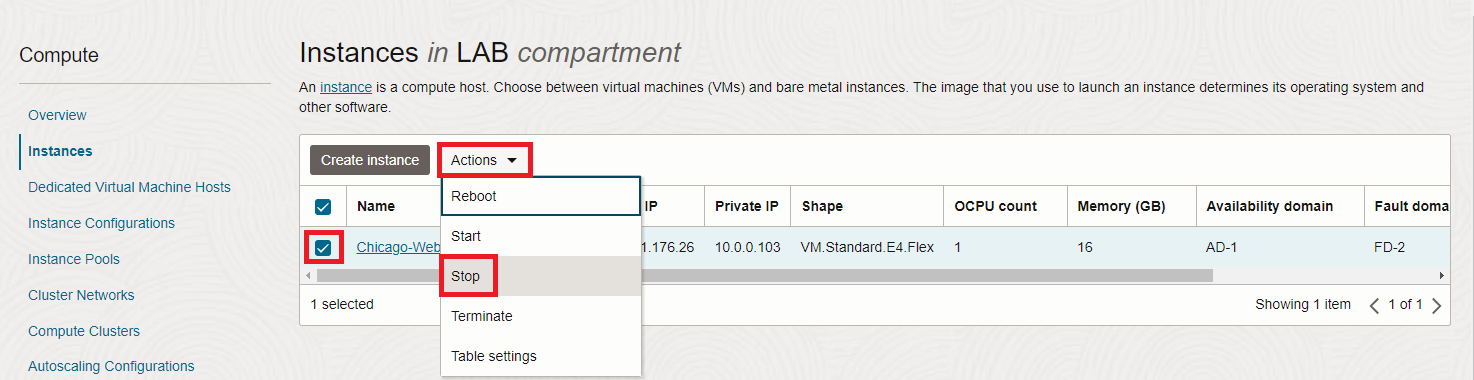 Compute
Overview
Instances
Dedicated Virtual Machine Hosts
Instance Configurations
Instance Pools
Cluster Networks
Compute Clusters
Autoscaling Configurations
Instances in LAB compartment
An instance is a compute host. Choose between virtual machines (VMs) and bare metal instances. The image that you use to launch an instance determines its operating system and
other software.
Create instance Actions
Reboot
Start
Stop
Terminate
Table settings
Name IP Private IP Shape OCPU count Memory (GB) Availability domain Fault doma
Chicago-Web 1.176.26 10.0.0.103 VM.Standard.E4.Flex 1 16 AD-1 FD-2
1 selected Showing 1 item 1 of 1